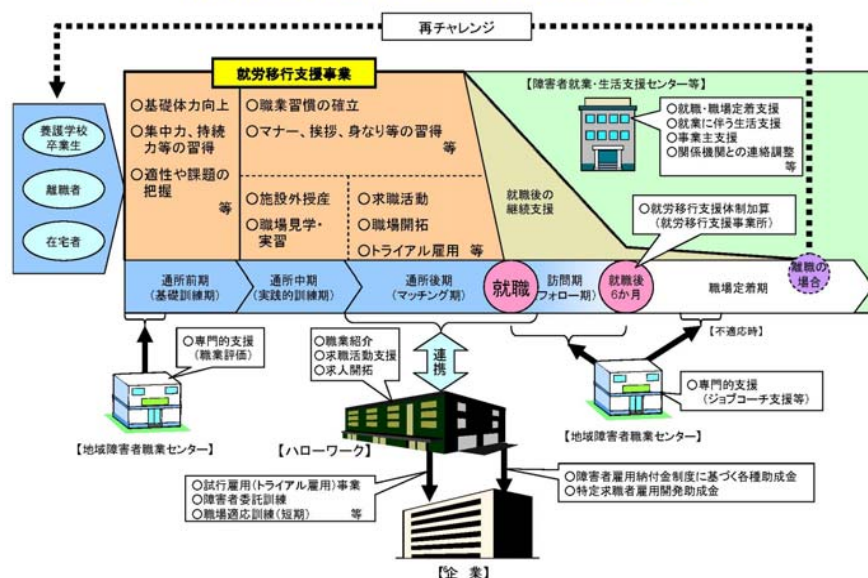 再チャレンジ
就労移行支援事業
【障害者就業・生活支援センター等】
養護学校
卒業生
離職者
在宅者
○基礎体力向上
○集中力、持続
力等の習得
○適性や課題の
把握
等
○職業習慣の確立
○マナー、挨拶、身なり等の習得
等
○施設外授産
○職場見学・
実習
○求職活動
○職場開拓
○トライアル雇用 等
就職後の
継続支援
○就職・職場定着支援
○就業に伴う生活支援
○事業主支援
○関係機関との連絡調整
等
○就労移行支援体制加算
(就労移行支援事業所)
通所前期
(基礎訓練期)
通所中期
(実践的訓練期)
通所後期
(マッチング期)
就職
訪問期
(フォロー期)
就職後
6か月
職場定着期
離職の
場合
【不適応時】
○専門的支援
(職業評価)
【地域障害者職業センター】
○職業紹介
○求職活動支援
○求人開拓
連携
【ハローワーク】
○専門的支援
(ジョブコーチ支援等)
【地域障害者職業センター】
○試行雇用(トライアル雇用)事業
○障害者委託訓練
○職場適応訓練(短期) 等
○障害者雇用納付金制度に基づく各種助成金
○特定求職者雇用開発助成金
【企 業】